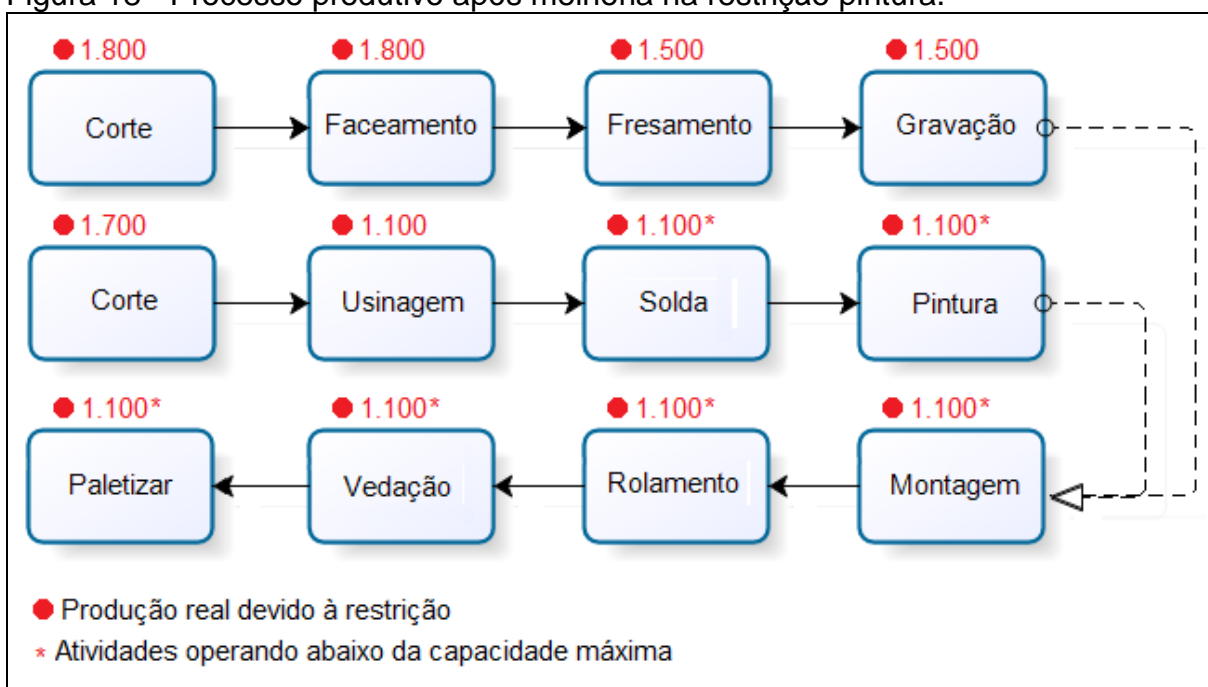 Figura 18 - Processo produtivo após melhoria na restrição pintura.
1.800 1.800 1.500 1.500
Corte Faceamento Fresamento Gravação
1.700 1.100 1.100* 1.100*
Corte Usinagem Solda Pintura
1.100* 1.100* 1.100* 1.100*
Paletizar Vedação Rolamento Montagem
Produção real devido à restrição
* Atividades operando abaixo da capacidade máxima